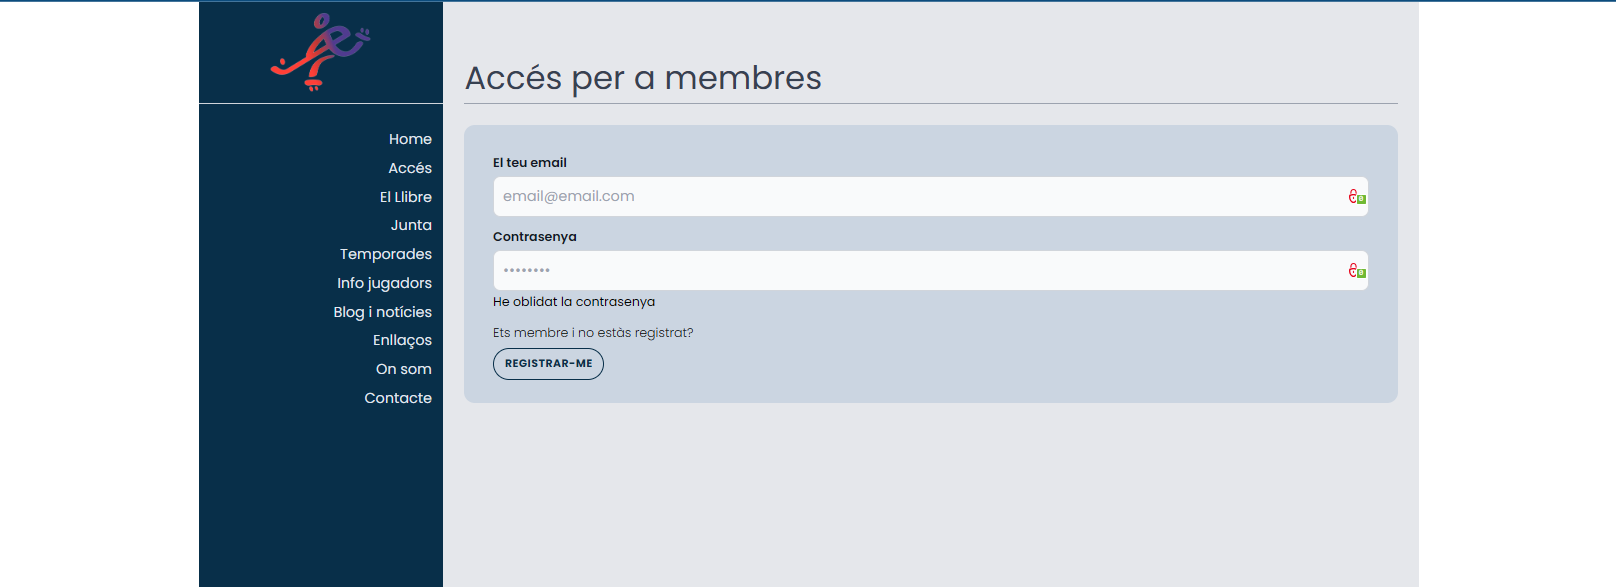 Accés per a membres
Home
Accés
El Llibre
Junta
Temporades
Info jugadors
Blog i notícies
Enllaços
On som
Contacte
El teu email
email@email.com
Contrasenya
••••••••
He oblidat la contrasenya
Ets membre i no estàs registrat?
REGISTRAR-ME